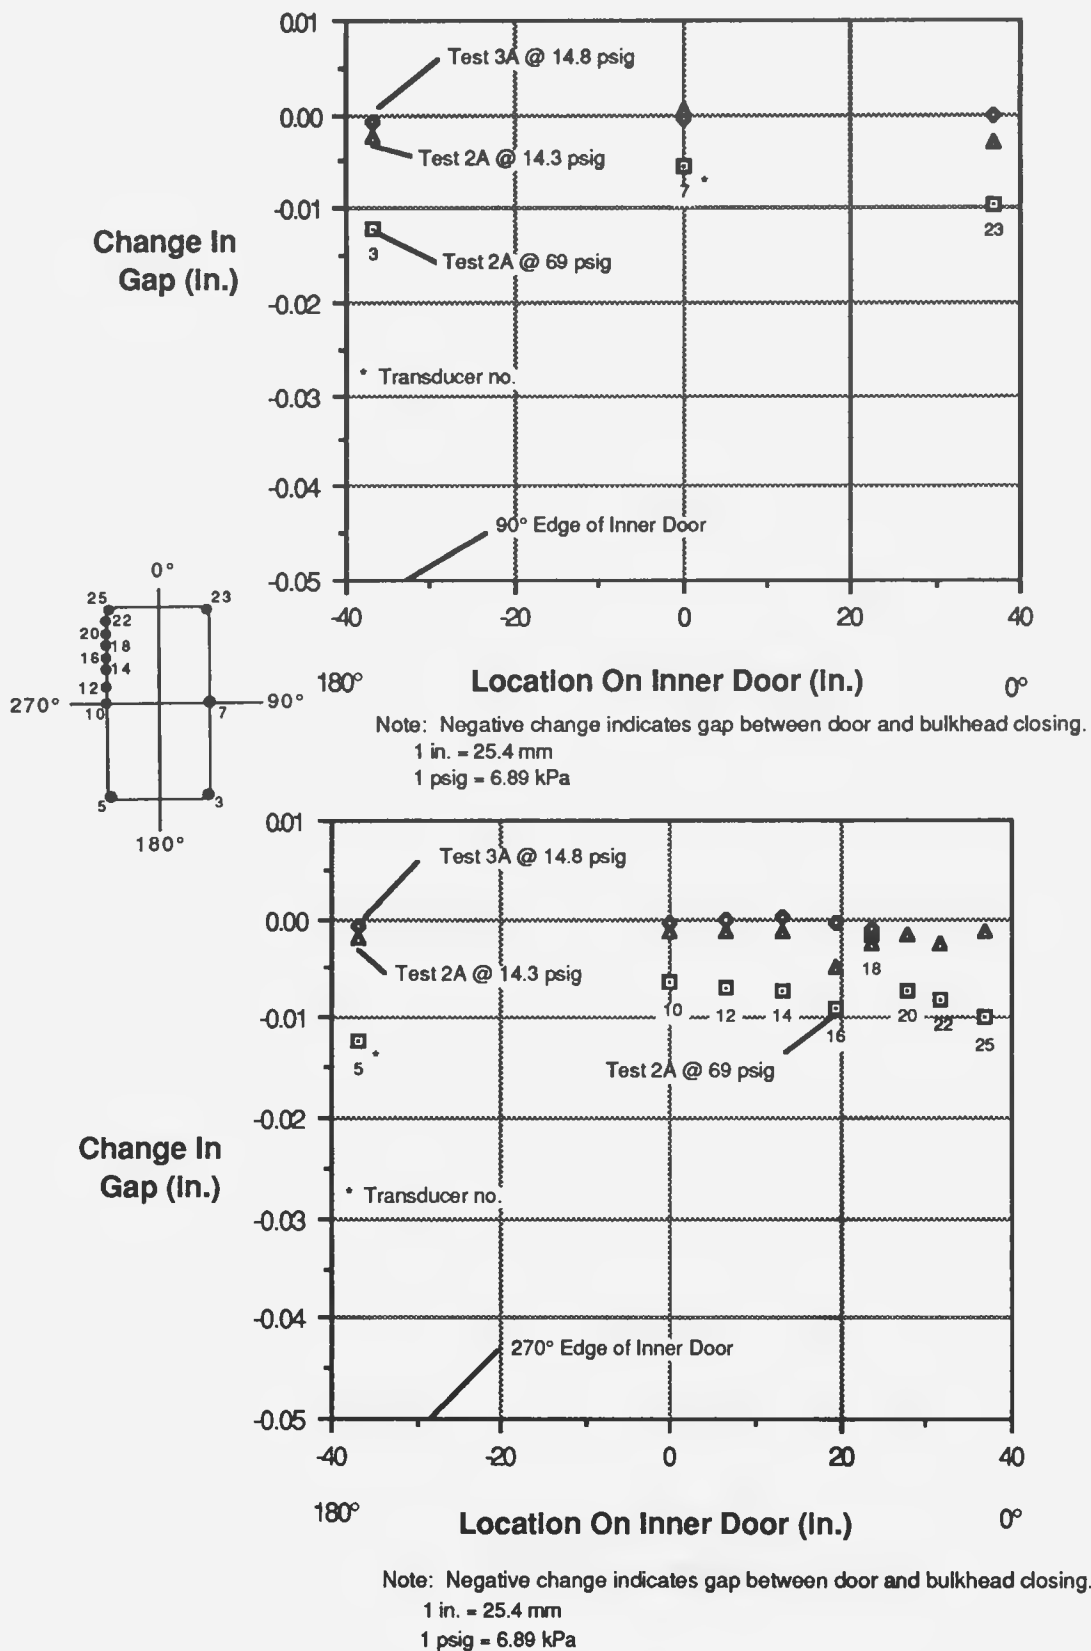 0.01
Test 3A @ 14.8 psig
0.00
Test 2A @ 14.3 psig
7 *
-0.01
Change In
Gap (in.)
3
23
Test 2A @ 69 psig
-0.02
* Transducer no.
-0.03
-0.04
90° Edge of Inner Door
-0.05
-40 -20 0 20 40
180° Location On Inner Door (in.) 0°
Note: Negative change indicates gap between door and bulkhead closing.
1 in. = 25.4 mm
1 psig = 6.89 kPa
0°
25 23
22
20
18
16
14
12
270° 10 7 90°
5 3
180°
0.01
Test 3A @ 14.8 psig
0.00
Test 2A @ 14.3 psig
18
-0.01
10 12 14 16 20 22 25
5 *
Test 2A @ 69 psig
-0.02
Change In
Gap (in.)
* Transducer no.
-0.03
-0.04
270° Edge of Inner Door
-0.05
-40 -20 0 20 40
180° Location On Inner Door (in.) 0°
Note: Negative change indicates gap between door and bulkhead closing.
1 in. = 25.4 mm
1 psig = 6.89 kPa